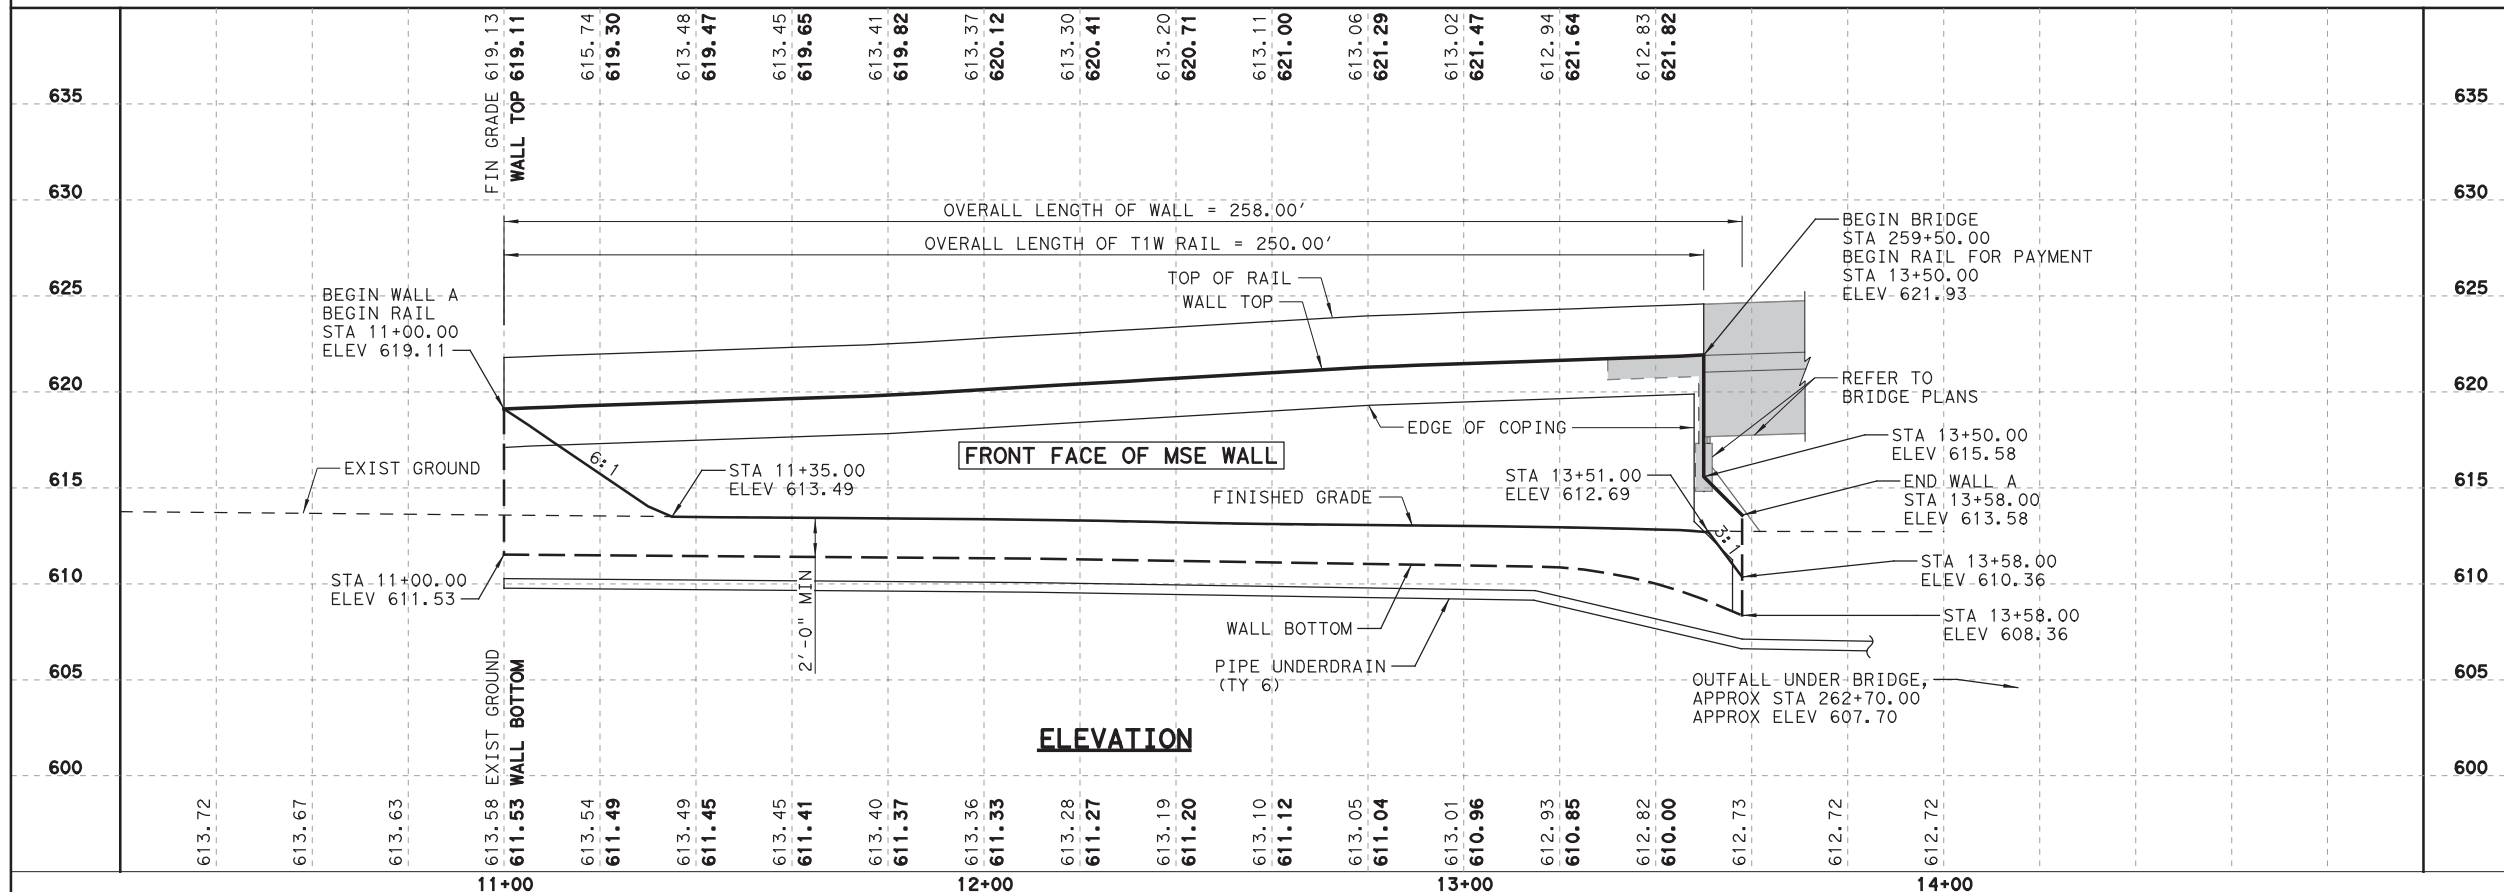 FIN GRADE 619.13
WALL TOP 619.11
615.74
619.30
613.48
619.47
613.45
619.65
613.41
619.82
613.37
620.12
613.30
620.41
613.20
620.71
613.11
621.00
613.06
621.29
613.02
621.47
612.94
621.64
612.83
621.82
635
635
630
630
OVERALL LENGTH OF WALL = 258.00'
OVERALL LENGTH OF T1W RAIL = 250.00'
BEGIN BRIDGE
STA 259+50.00
BEGIN RAIL FOR PAYMENT
STA 13+50.00
ELEV 621.93
TOP OF RAIL
WALL TOP
625
625
BEGIN WALL A
BEGIN RAIL
STA 11+00.00
ELEV 619.11
620
620
REFER TO
BRIDGE PLANS
EDGE OF COPING
FRONT FACE OF MSE WALL
6:1
EXIST GROUND
STA 11+35.00
ELEV 613.49
STA 13+50.00
ELEV 615.58
STA 13+51.00
ELEV 612.69
615
615
FINISHED GRADE
END WALL A
STA 13+58.00
ELEV 613.58
3:1
STA 13+58.00
ELEV 610.36
610
610
STA 11+00.00
ELEV 611.53
2'-0" MIN
WALL BOTTOM
STA 13+58.00
ELEV 608.36
PIPE UNDERDRAIN
(TY 6)
605
605
OUTFALL UNDER BRIDGE,
APPROX STA 262+70.00
APPROX ELEV 607.70
ELEVATION
600
600
613.72
613.67
613.63
613.58 EXIST GROUND
611.53 WALL BOTTOM
613.54
611.49
613.49
611.45
613.45
611.41
613.40
611.37
613.36
611.33
613.28
611.27
613.19
611.20
613.10
611.12
613.05
611.04
613.01
610.96
612.93
610.85
612.82
610.00
612.73
612.72
612.72
11+00
12+00
13+00
14+00